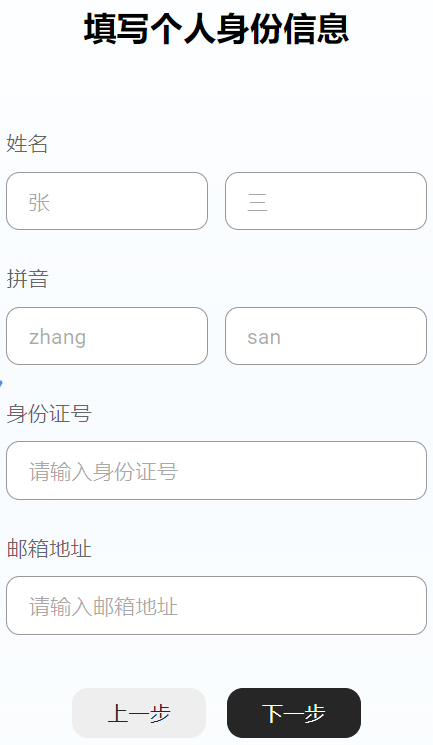 填写个人身份信息
姓名
张 三
拼音
zhang san
身份证号
请输入身份证号
邮箱地址
请输入邮箱地址
上一步 下一步